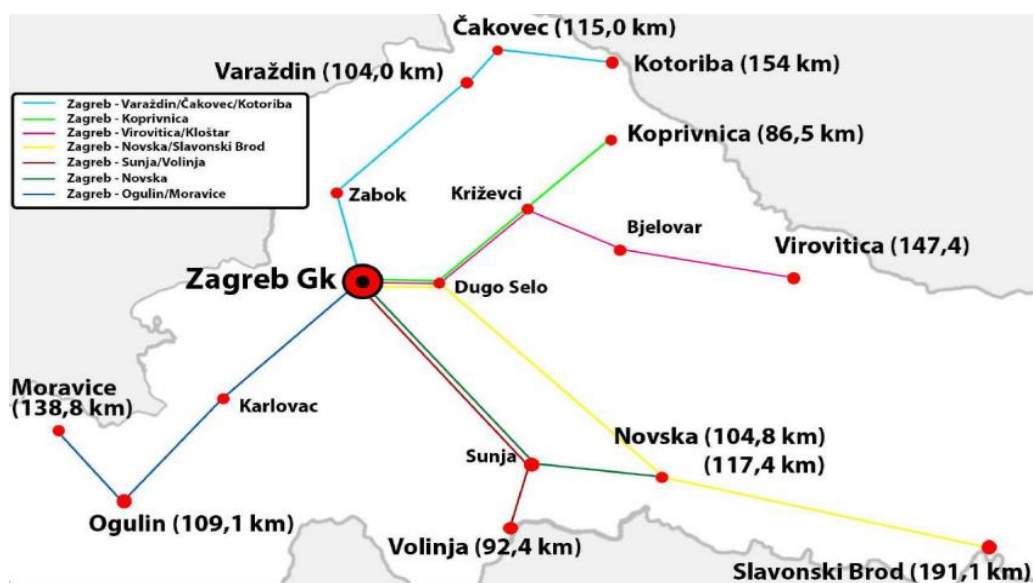 Čakovec (115,0 km)
Varaždin (104,0 km)
Kotoriba (154 km)
Zagreb - Varaždin/Čakovec/Kotoriba
Zagreb - Koprivnica
Zagreb - Virovitica/Kloštar
Zagreb - Novska/Slavonski Brod
Zagreb - Sunja/Volinja
Zagreb - Novska
Zagreb - Ogulin/Moravice
Koprivnica (86,5 km)
Zabok
Križevci
Bjelovar
Virovitica (147,4)
Zagreb Gk
Dugo Selo
Moravice
(138,8 km)
Karlovac
Novska (104,8 km)
(117,4 km)
Sunja
Ogulin (109,1 km)
Volinja (92,4 km)
Slavonski Brod (191,1 km)